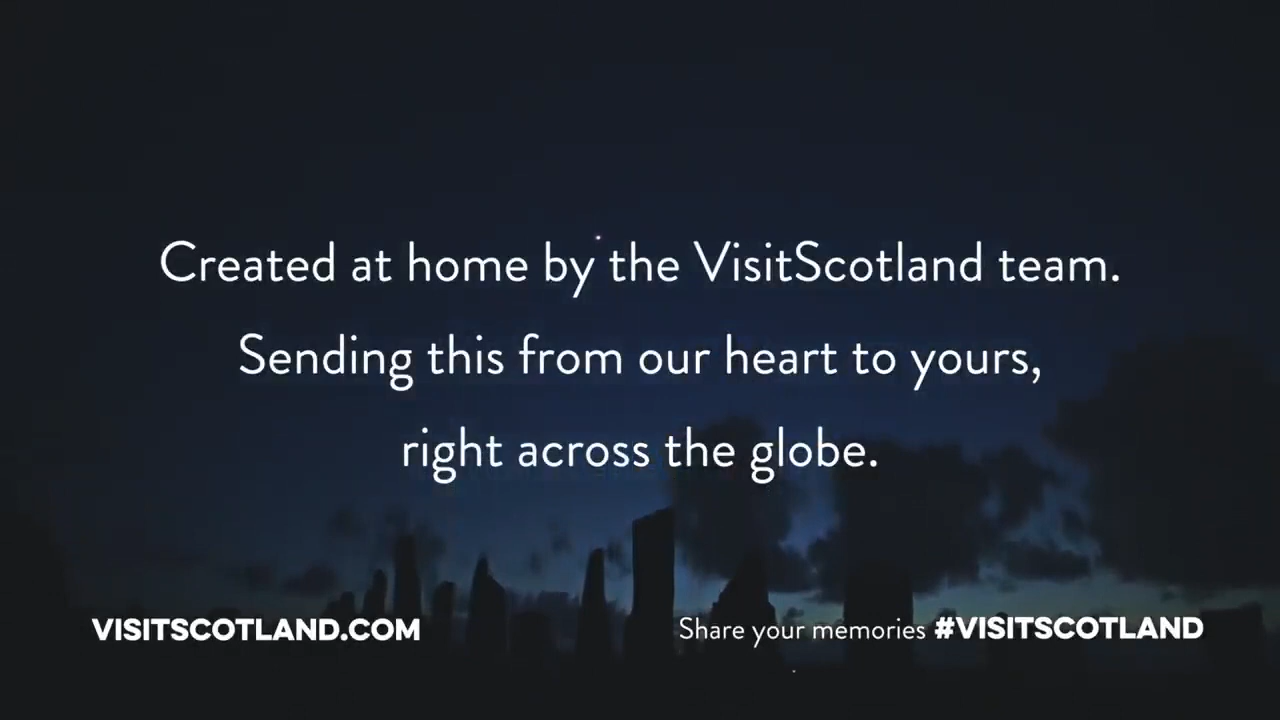 Created at home by the VisitScotland team.
Sending this from our heart to yours,
right across the globe.
VISITSCOTLAND.COM
Share your memories #VISITSCOTLAND